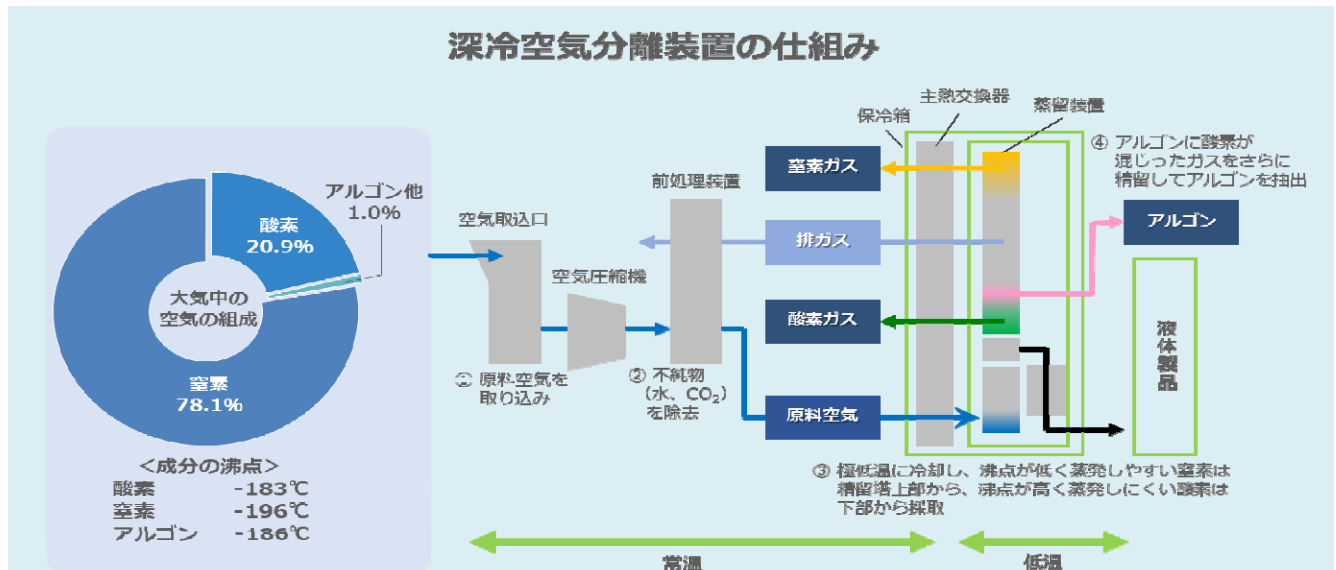 深冷空気分離装置の仕組み
アルゴン他
1.0%
酸素
20.9%
大気中の
空気の組成
窒素
78.1%
<成分の沸点>
酸素 -183℃
窒素 -196℃
アルゴン -186℃
空気取込口
① 原料空気を
取り込み
空気圧縮機
② 不純物
(水、CO₂)
を除去
前処理装置
窒素ガス
排ガス
酸素ガス
原料空気
保冷箱
主熱交換器
蒸留装置
③ 極低温に冷却し、沸点が低く蒸発しやすい窒素は
精留塔上部から、沸点が高く蒸発しにくい酸素は
下部から採取
④ アルゴンに酸素が
混じったガスをさらに
精留してアルゴンを抽出
アルゴン
液体製品
常温
低温